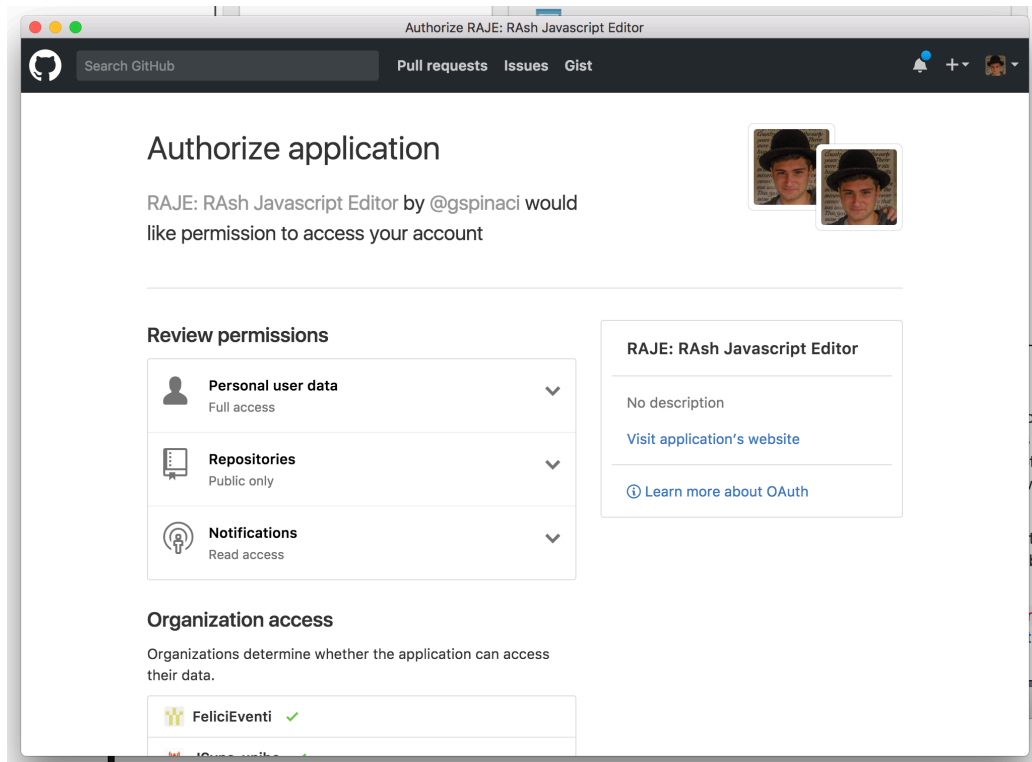 Authorize RAJE: RAsh Javascript Editor
Search GitHub
Pull requests Issues Gist
Authorize application
RAJE: RAsh Javascript Editor by @gspinaci would
like permission to access your account
Review permissions
Personal user data
Full access
Repositories
Public only
Notifications
Read access
RAJE: RAsh Javascript Editor
No description
Visit application's website
Learn more about OAuth
Organization access
Organizations determine whether the application can access
their data.
FeliciEventi